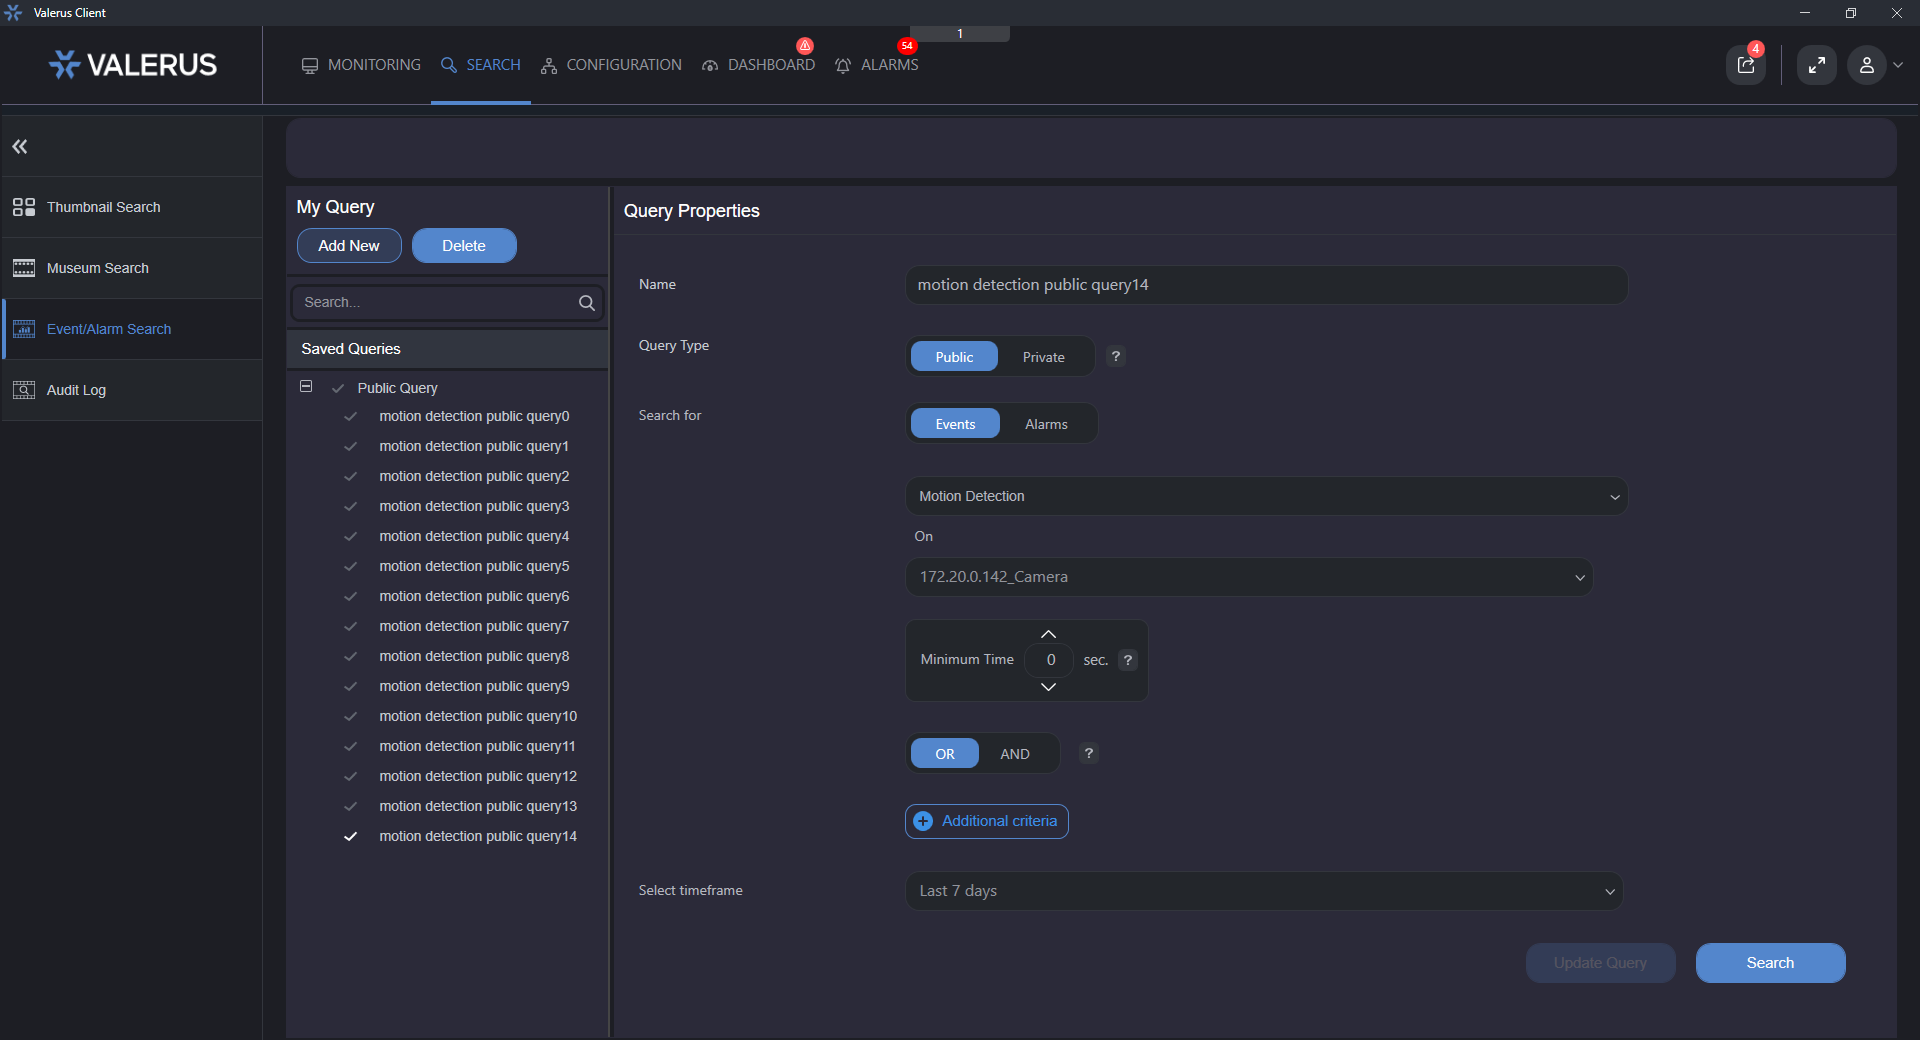 Valerus Client
1
VALERUS
MONITORING
SEARCH
CONFIGURATION
DASHBOARD
54
ALARMS
4
Thumbnail Search
Museum Search
Event/Alarm Search
Audit Log
My Query
Add New
Delete
Search...
Saved Queries
Public Query
motion detection public query0
motion detection public query1
motion detection public query2
motion detection public query3
motion detection public query4
motion detection public query5
motion detection public query6
motion detection public query7
motion detection public query8
motion detection public query9
motion detection public query10
motion detection public query11
motion detection public query12
motion detection public query13
motion detection public query14
Query Properties
Name
motion detection public query14
Query Type
Public
Private
?
Search for
Events
Alarms
Motion Detection
On
172.20.0.142_Camera
Minimum Time
0
sec.
?
OR
AND
?
Additional criteria
Select timeframe
Last 7 days
Update Query
Search